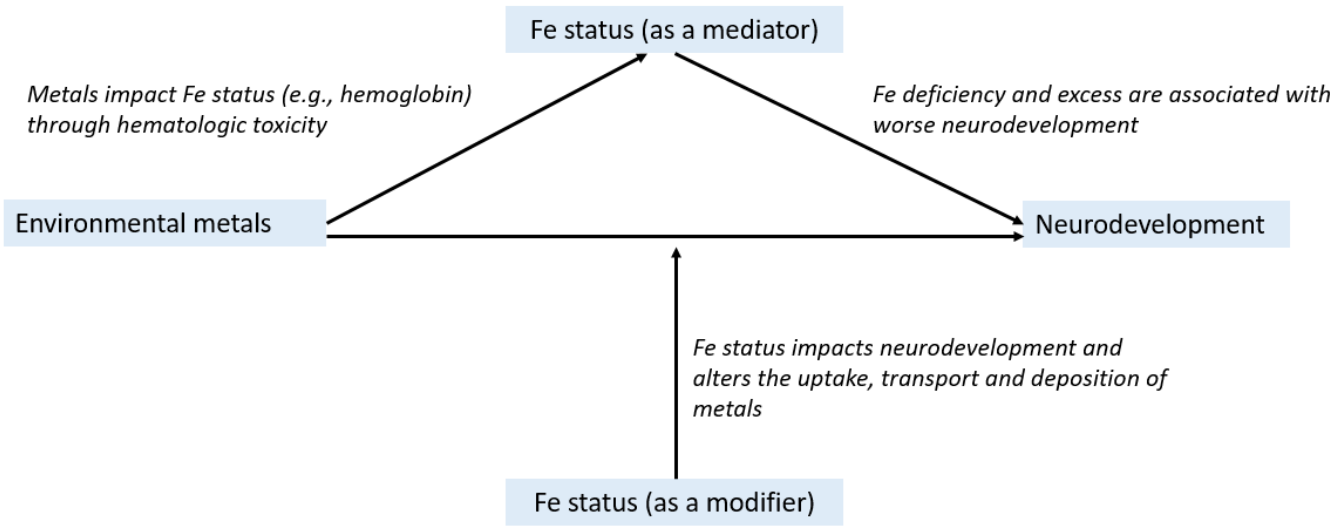 Fe status (as a mediator)
Metals impact Fe status (e.g., hemoglobin)
through hematologic toxicity
Fe deficiency and excess are associated with
worse neurodevelopment
Environmental metals
Neurodevelopment
Fe status impacts neurodevelopment and
alters the uptake, transport and deposition of
metals
Fe status (as a modifier)